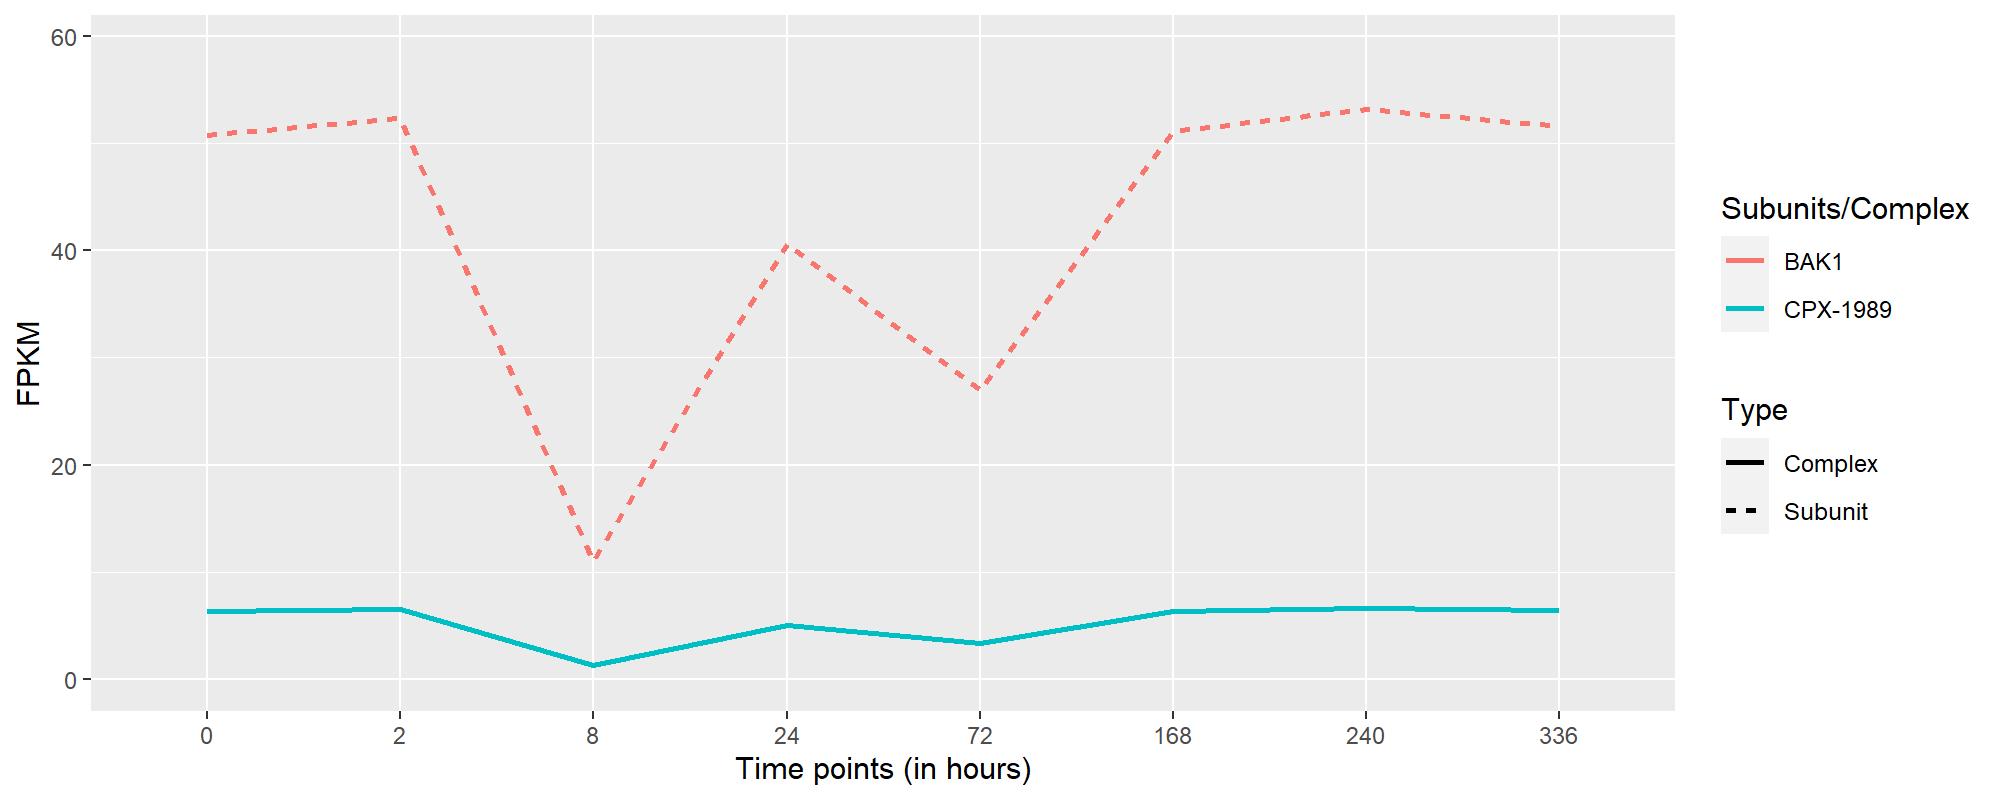 60
40
20
0
FPKM
0 2 8 24 72 168 240 336
Time points (in hours)
Subunits/Complex
BAK1
CPX-1989
Type
Complex
Subunit